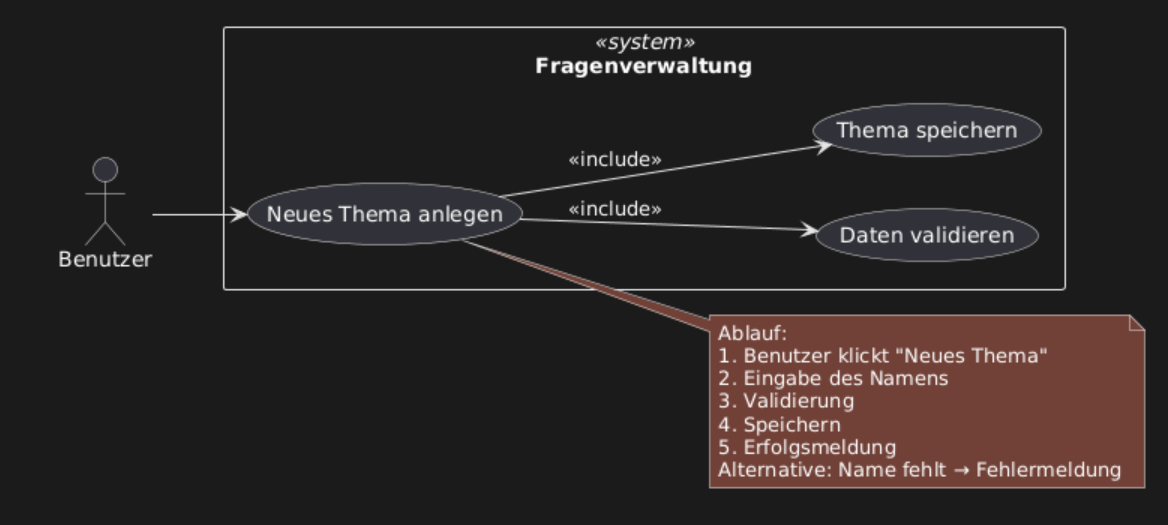 «system»
Fragenverwaltung
Thema speichern
«include»
Neues Thema anlegen
«include»
Daten validieren
Benutzer
Ablauf:
1. Benutzer klickt "Neues Thema"
2. Eingabe des Namens
3. Validierung
4. Speichern
5. Erfolgsmeldung
Alternative: Name fehlt → Fehlermeldung